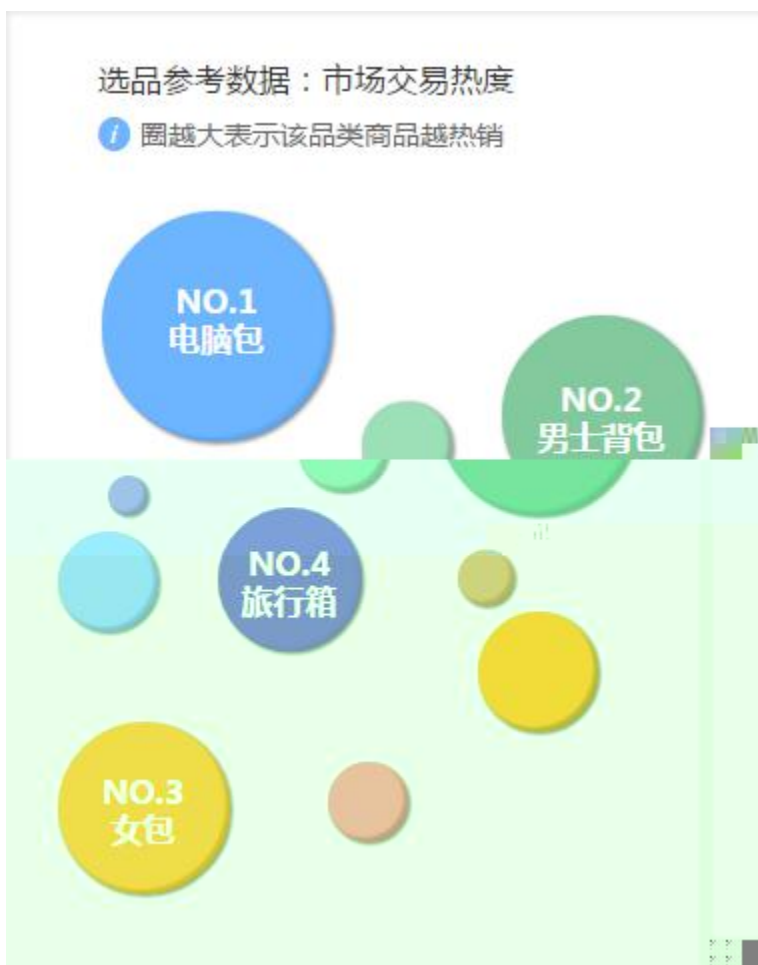 选品参考数据：市场交易热度
i 圈越大表示该品类商品越热销
NO.1
电脑包
NO.2
男士背包
NO.4
旅行箱
NO.3
女包